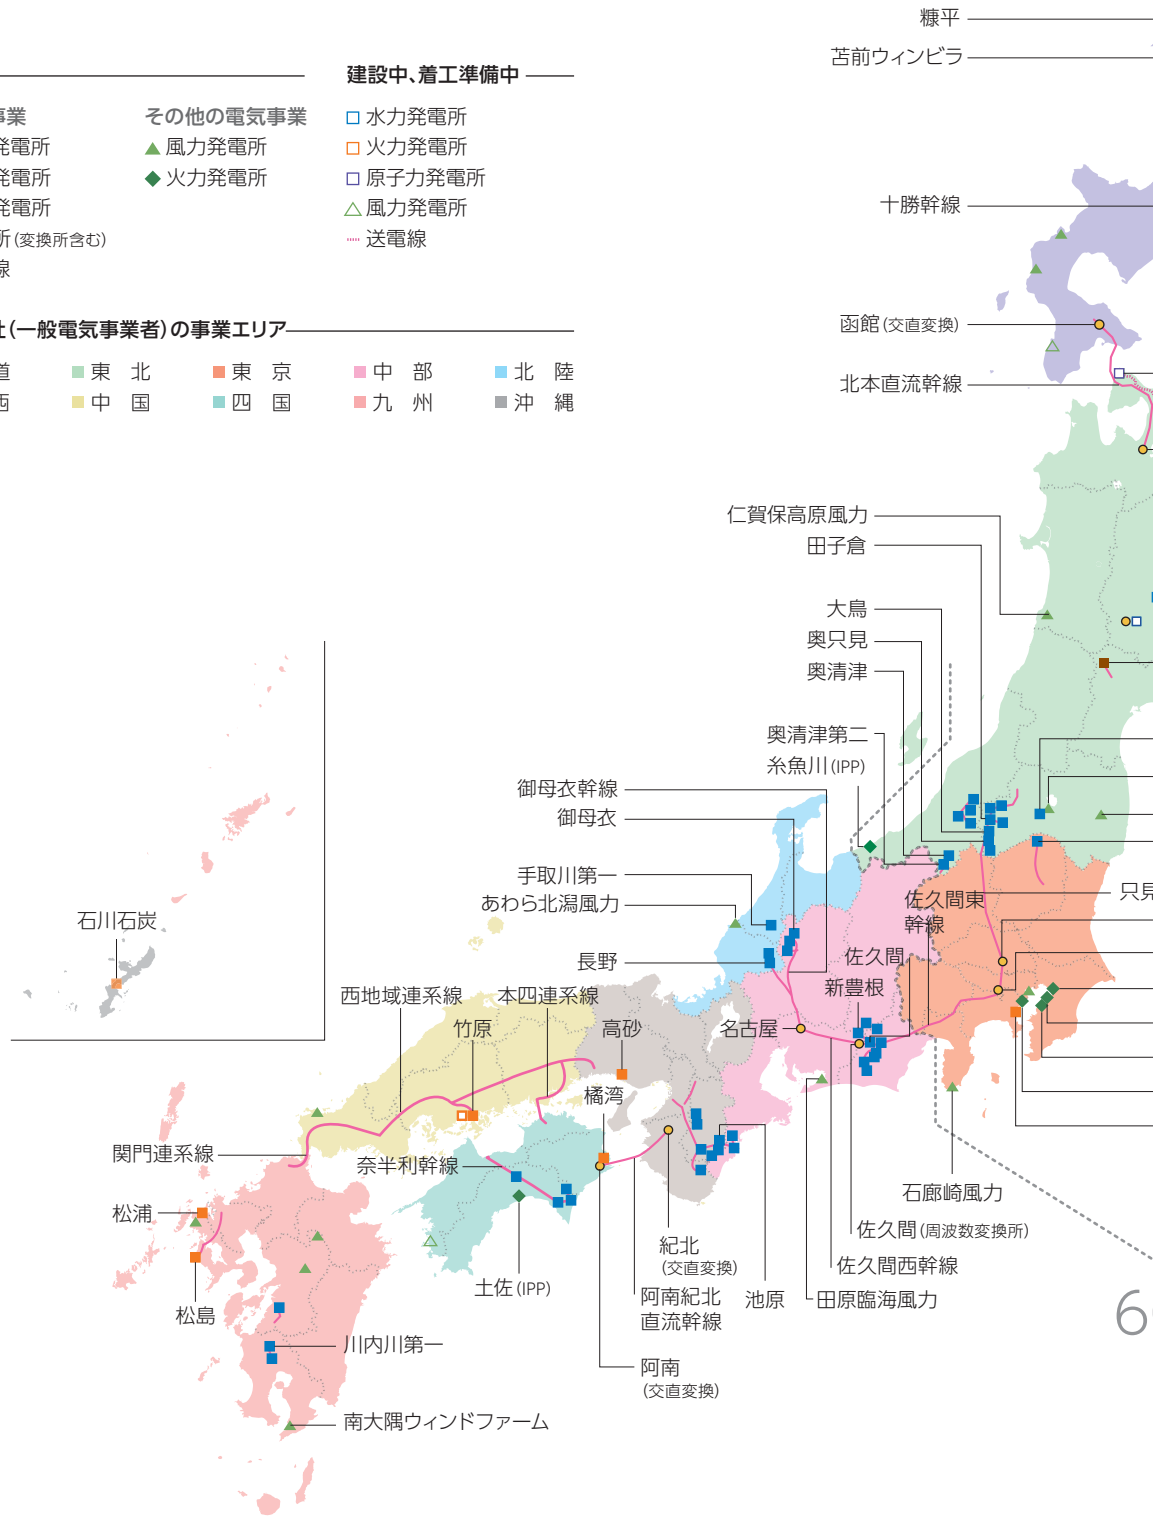 糠平
苫前ウィンビラ
建設中、着工準備中
事業
その他の電気事業
水力発電所
発電所
風力発電所
火力発電所
発電所
火力発電所
原子力発電所
発電所
風力発電所
所(変換所含む)
送電線
線
社(一般電気事業者)の事業エリア
道
東 北
東 京
中 部
北 陸
西
中 国
四 国
九 州
沖 縄
十勝幹線
函館(交直変換)
北本直流幹線
仁賀保高原風力
田子倉
大鳥
奥只見
奥清津
奥清津第二
糸魚川(IPP)
御母衣幹線
御母衣
手取川第一
あわら北潟風力
長野
佐久間東
幹線
只見
佐久間
新豊根
名古屋
石川石炭
西地域連系線
本四連系線
竹原
高砂
橘湾
関門連系線
奈半利幹線
松浦
松島
土佐(IPP)
川内川第一
南大隅ウィンドファーム
紀北
(交直変換)
阿南紀北
直流幹線
池原
阿南
(交直変換)
石廊崎風力
佐久間(周波数変換所)
佐久間西幹線
田原臨海風力
6